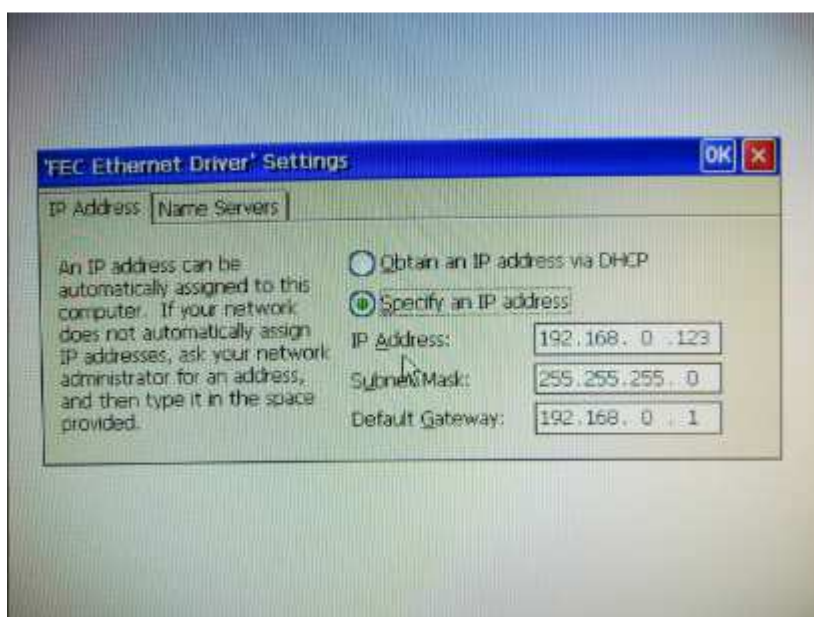 'FEC Ethernet Driver' Settings
OK
IP Address
Name Servers
An IP address can be
automatically assigned to this
computer. If your network
does not automatically assign
IP addresses, ask your network
administrator for an address,
and then type it in the space
provided.
Obtain an IP address via DHCP
Specify an IP address
IP Address: 192.168. 0 .123
Subnet Mask: 255.255.255. 0
Default Gateway: 192.168. 0 . 1